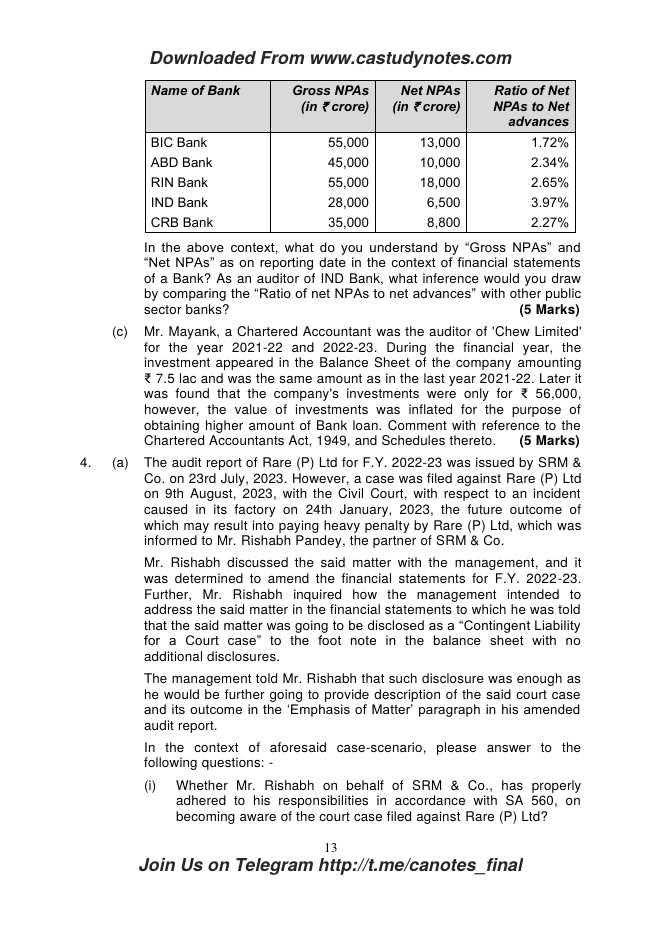 Downloaded From www.castudynotes.com
Name of Bank Gross NPAs Net NPAs Ratio of Net
(in ₹ crore) (in ₹ crore) NPAs to Net
advances
BIC Bank 55,000 13,000 1.72%
ABD Bank 45,000 10,000 2.34%
RIN Bank 55,000 18,000 2.65%
IND Bank 28,000 6,500 3.97%
CRB Bank 35,000 8,800 2.27%
In the above context, what do you understand by “Gross NPAs” and
“Net NPAs” as on reporting date in the context of financial statements
of a Bank? As an auditor of IND Bank, what inference would you draw
by comparing the “Ratio of net NPAs to net advances” with other public
sector banks? (5 Marks)
(c) Mr. Mayank, a Chartered Accountant was the auditor of 'Chew Limited'
for the year 2021-22 and 2022-23. During the financial year, the
investment appeared in the Balance Sheet of the company amounting
₹ 7.5 lac and was the same amount as in the last year 2021-22. Later it
was found that the company's investments were only for ₹ 56,000,
however, the value of investments was inflated for the purpose of
obtaining higher amount of Bank loan. Comment with reference to the
Chartered Accountants Act, 1949, and Schedules thereto. (5 Marks)
4. (a) The audit report of Rare (P) Ltd for F.Y. 2022-23 was issued by SRM &
Co. on 23rd July, 2023. However, a case was filed against Rare (P) Ltd
on 9th August, 2023, with the Civil Court, with respect to an incident
caused in its factory on 24th January, 2023, the future outcome of
which may result into paying heavy penalty by Rare (P) Ltd, which was
informed to Mr. Rishabh Pandey, the partner of SRM & Co.
Mr. Rishabh discussed the said matter with the management, and it
was determined to amend the financial statements for F.Y. 2022-23.
Further, Mr. Rishabh inquired how the management intended to
address the said matter in the financial statements to which he was told
that the said matter was going to be disclosed as a “Contingent Liability
for a Court case” to the foot note in the balance sheet with no
additional disclosures.
The management told Mr. Rishabh that such disclosure was enough as
he would be further going to provide description of the said court case
and its outcome in the ‘Emphasis of Matter’ paragraph in his amended
audit report.
In the context of aforesaid case-scenario, please answer to the
following questions: -
(i) Whether Mr. Rishabh on behalf of SRM & Co., has properly
adhered to his responsibilities in accordance with SA 560, on
becoming aware of the court case filed against Rare (P) Ltd?
13
Join Us on Telegram http://t.me/canotes_final